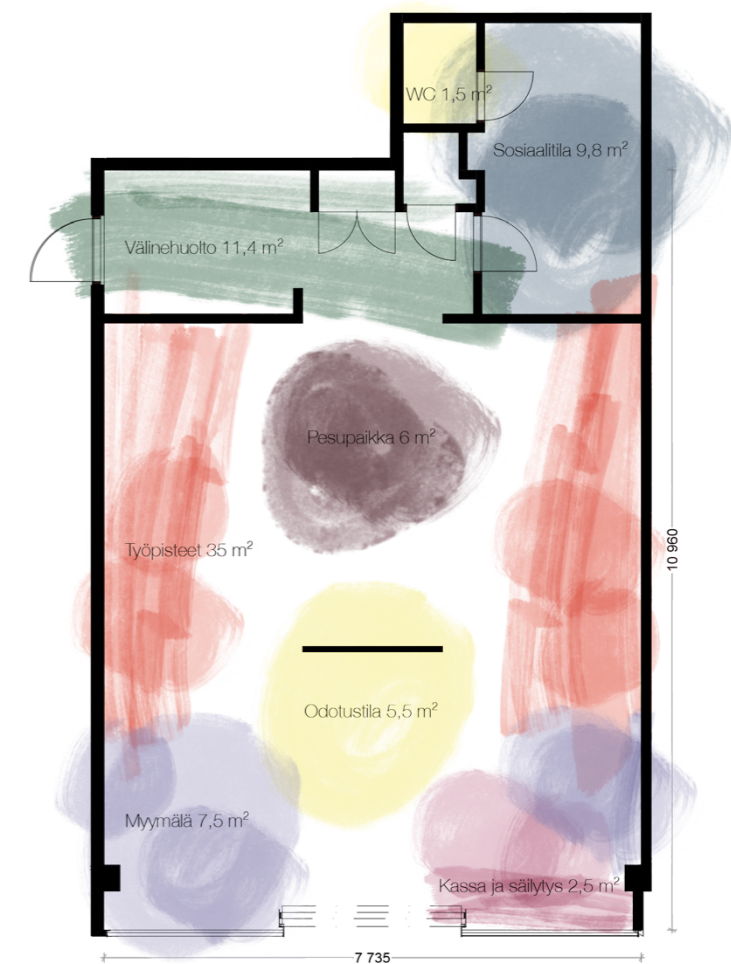 WC 1,5 m²
Sosiaalitila 9,8 m²
Välinehuolto 11,4 m²
Pesupaikka 6 m²
Työpisteet 35 m²
10 960
Odotustila 5,5 m²
Myymälä 7,5 m²
Kassa ja säilytys 2,5 m²
7 735